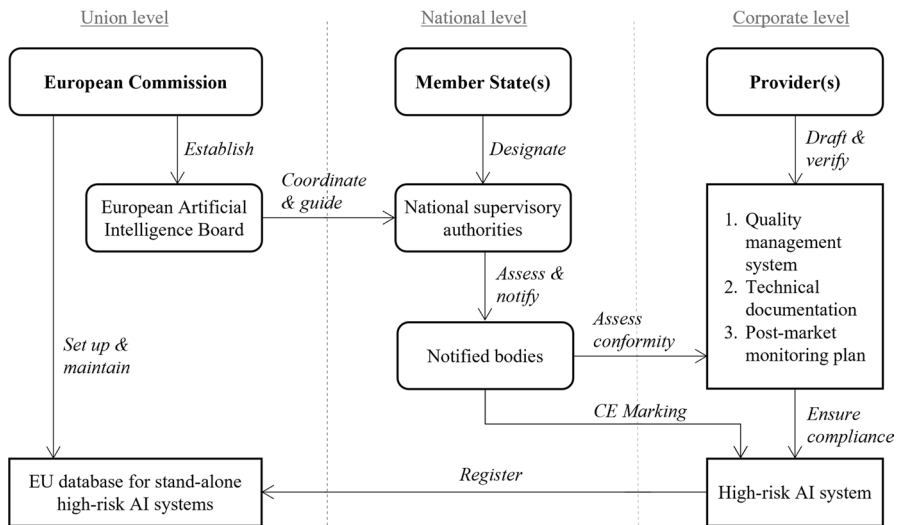 Union level
National level
Corporate level
European Commission
Member State(s)
Provider(s)
Establish
Designate
Draft &
verify
Coordinate
& guide
European Artificial
Intelligence Board
National supervisory
authorities
1. Quality
management
system
2. Technical
documentation
3. Post-market
monitoring plan
Assess &
notify
Set up &
maintain
Notified bodies
Assess
conformity
CE Marking
Ensure
compliance
EU database for stand-alone
high-risk AI systems
Register
High-risk AI system